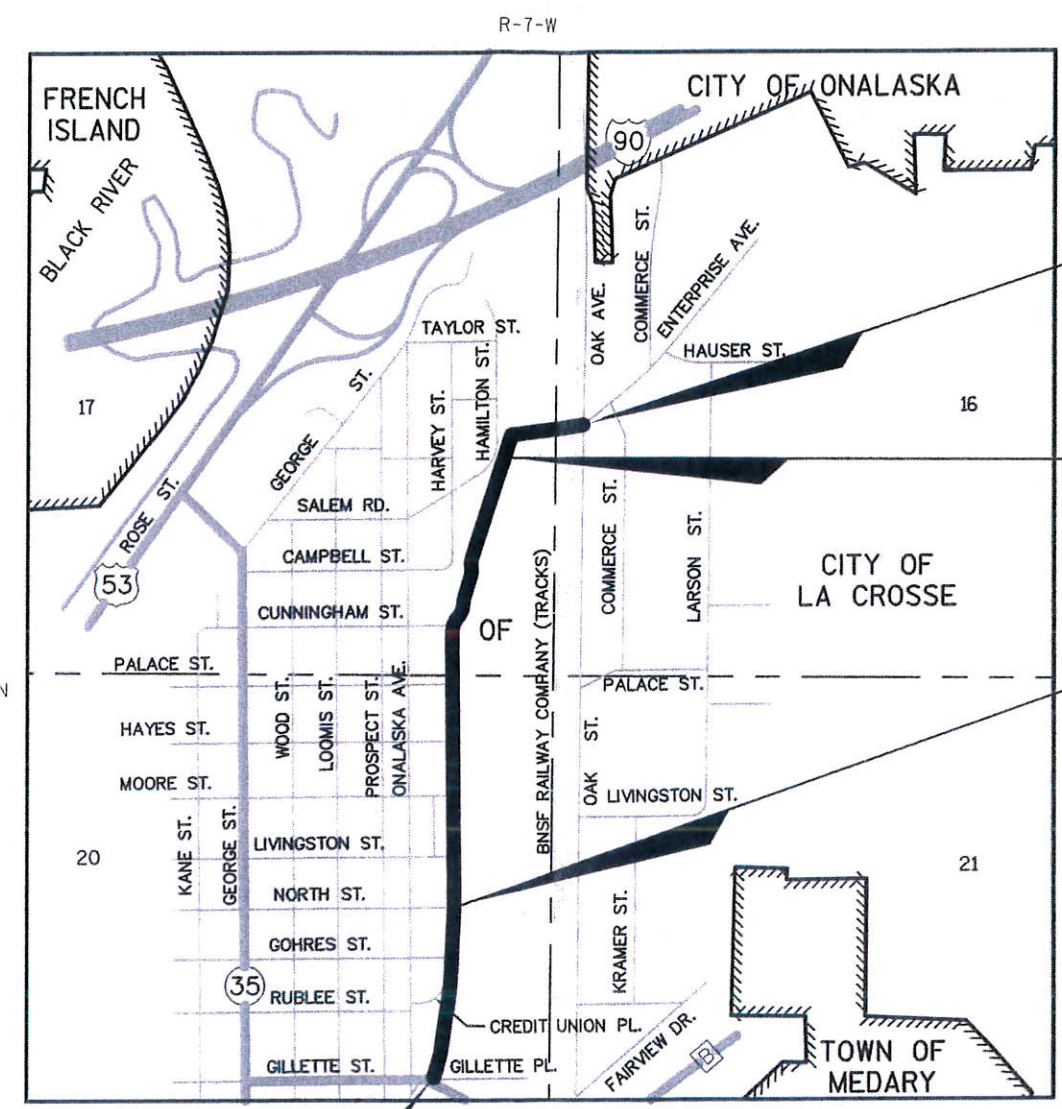 R-7-W
FRENCH
ISLAND
BLACK RIVER
CITY OF ONALASKA
90
OAK AVE.
COMMERCE ST.
ENTERPRISE AVE.
HAUSER ST.
TAYLOR ST.
GEORGE ST.
HARVEY ST.
HAMILTON ST.
17
16
ROSE ST.
53
SALEM RD.
CAMPBELL ST.
CUNNINGHAM ST.
OF
BNSF RAILWAY COMPANY (TRACKS)
COMMERCE ST.
LARSON ST.
CITY OF
LA CROSSE
N
PALACE ST.
HAYES ST.
MOORE ST.
WOOD ST.
LOOMIS ST.
PROSPECT ST.
ONALASKA AVE.
PALACE ST.
OAK ST.
LIVINGSTON ST.
20
KANE ST.
GEORGE ST.
LIVINGSTON ST.
NORTH ST.
GOHRES ST.
35
RUBLEE ST.
GILLETTE ST.
CREDIT UNION PL.
GILLETTE PL.
KRAMER ST.
FAIRVIEW DR.
B
21
TOWN OF
MEDARY